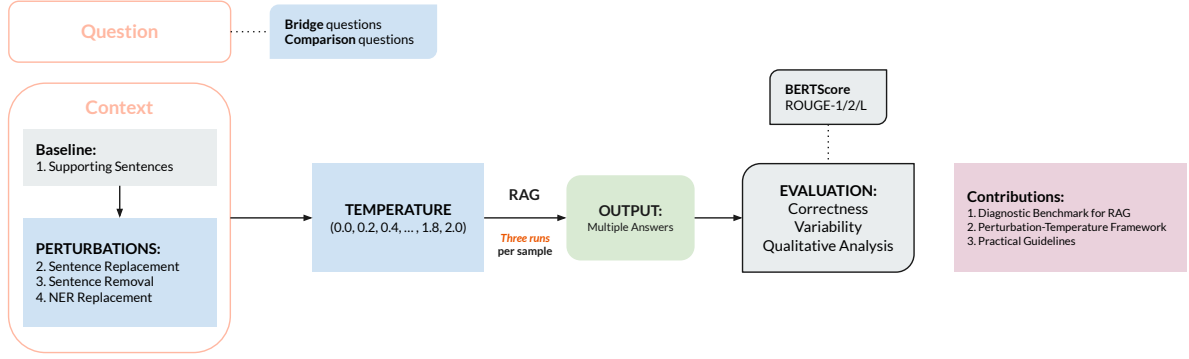 Question
Bridge questions
Comparison questions
Context
Baseline:
1. Supporting Sentences
PERTURBATIONS:
2. Sentence Replacement
3. Sentence Removal
4. NER Replacement
TEMPERATURE
(0.0, 0.2, 0.4, ... , 1.8, 2.0)
RAG
Three runs
per sample
OUTPUT:
Multiple Answers
BERTScore
ROUGE-1/2/L
EVALUATION:
Correctness
Variability
Qualitative Analysis
Contributions:
1. Diagnostic Benchmark for RAG
2. Perturbation-Temperature Framework
3. Practical Guidelines